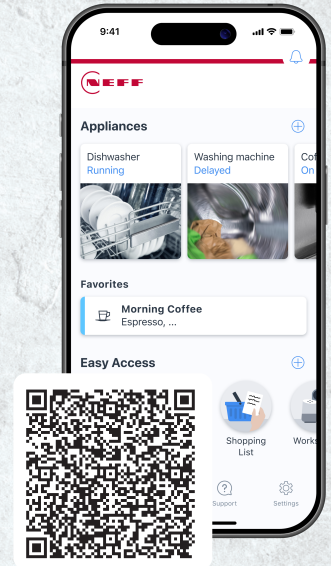 9:41
NEFF
Appliances
Dishwasher
Running
Washing machine
Delayed
Cof
On
Favorites
Morning Coffee
Espresso, ...
Easy Access
Shopping
List
Works
Support
Settings